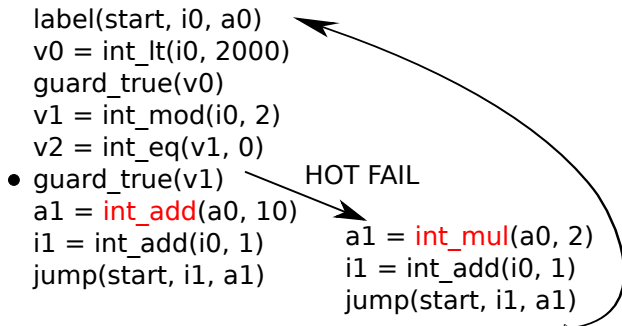 label(start, i0, a0)
v0 = int_lt(i0, 2000)
guard_true(v0)
v1 = int_mod(i0, 2)
v2 = int_eq(v1, 0)
• guard_true(v1)
a1 = int_add(a0, 10)
i1 = int_add(i0, 1)
jump(start, i1, a1)
HOT FAIL
a1 = int_mul(a0, 2)
i1 = int_add(i0, 1)
jump(start, i1, a1)